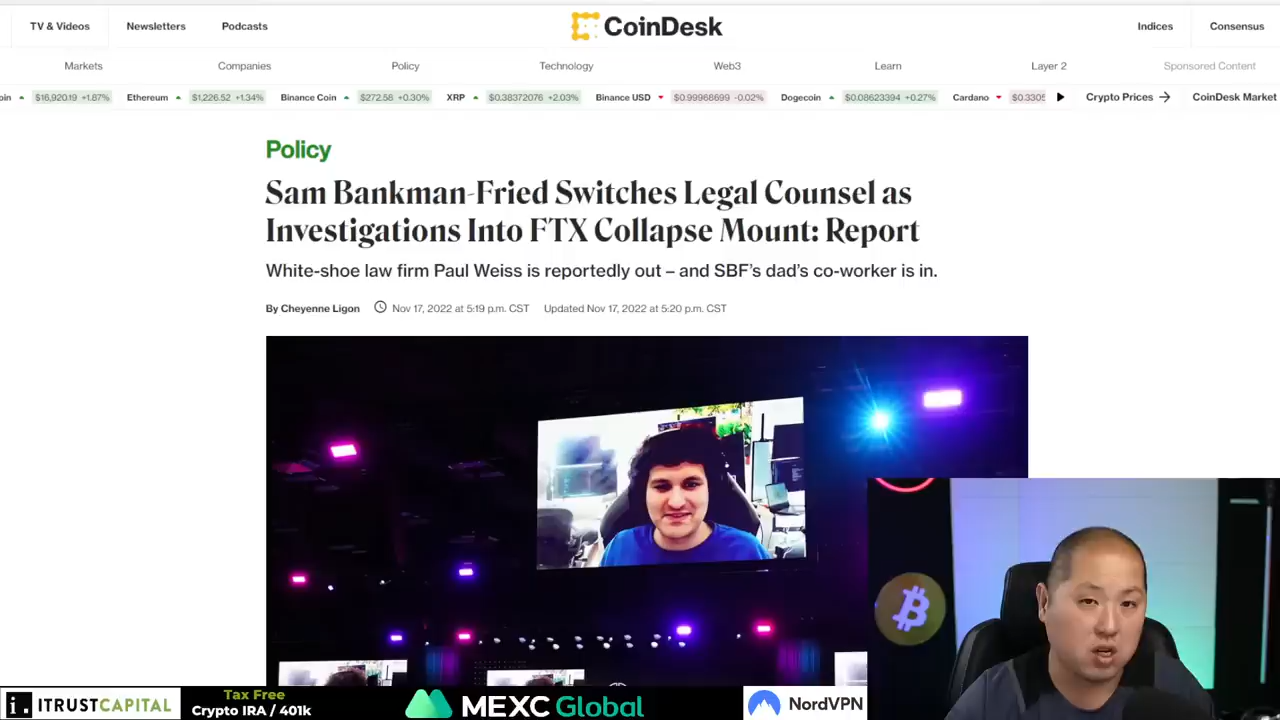 TV & Videos
Newsletters
Podcasts
CoinDesk
Indices
Consensus
Markets
Companies
Policy
Technology
Web3
Learn
Layer 2
Sponsored Content
oin $16,920.19 +1.87%
Ethereum $1,226.52 +1.34%
Binance Coin $272.56 +0.30%
XRP $0.38372076 +2.03%
Binance USD $0.99968699 -0.02%
Dogecoin $0.08623394 +0.27%
Cardano $0.3305
Crypto Prices
CoinDesk Market
Policy
Sam Bankman-Fried Switches Legal Counsel as
Investigations Into FTX Collapse Mount: Report
White-shoe law firm Paul Weiss is reportedly out – and SBF’s dad’s co-worker is in.
By Cheyenne Ligon
Nov 17, 2022 at 5:19 p.m. CST
Updated Nov 17, 2022 at 5:20 p.m. CST
i. ITRUSTCAPITAL
Tax Free
Crypto IRA / 401k
MEXC Global
NordVPN